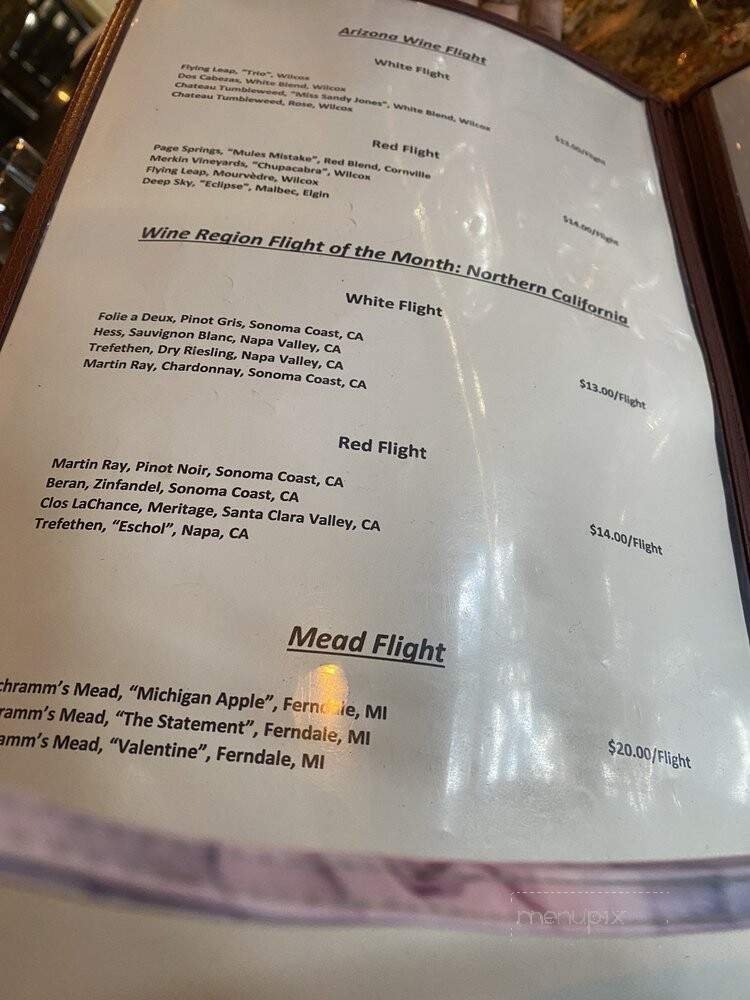 Arizona Wine Flight
White Flight
Flying Leap, "Trio", Wilcox
Dos Cabezas, White Blend, Wilcox
Chateau Tumbleweed, "Miss Sandy Jones", White Blend, Wilcox
Chateau Tumbleweed, Rose, Wilcox
$13.00/Flight
Red Flight
Page Springs, "Mules Mistake", Red Blend, Cornville
Merkin Vineyards, "Chupacabra", Wilcox
Flying Leap, Mourvèdre, Wilcox
Deep Sky, "Eclipse", Malbec, Elgin
$14.00/Flight
Wine Region Flight of the Month: Northern California
White Flight
Folie a Deux, Pinot Gris, Sonoma Coast, CA
Hess, Sauvignon Blanc, Napa Valley, CA
Trefethen, Dry Riesling, Napa Valley, CA
Martin Ray, Chardonnay, Sonoma Coast, CA
$13.00/Flight
Red Flight
Martin Ray, Pinot Noir, Sonoma Coast, CA
Beran, Zinfandel, Sonoma Coast, CA
Clos LaChance, Meritage, Santa Clara Valley, CA
Trefethen, "Eschol", Napa, CA
$14.00/Flight
Mead Flight
chramm's Mead, "Michigan Apple", Ferndale, MI
ramm's Mead, "The Statement", Ferndale, MI
amm's Mead, "Valentine", Ferndale, MI
$20.00/Flight
menupix